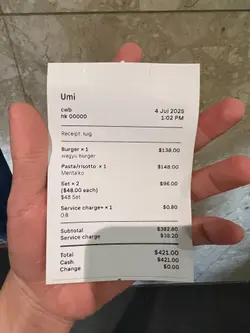 Umi
cwb
hk 00000
4 Jul 2025
1:02 PM
Receipt: Iuig
Burger × 1 $138.00
wagyu burger
Pasta/risotto × 1 $148.00
Mentaiko
Set × 2 $96.00
($48.00 each)
$48 Set
Service charge+ × 1 $0.80
0.8
Subtotal $382.80
Service charge $38.20
Total $421.00
Cash $421.00
Change $0.00